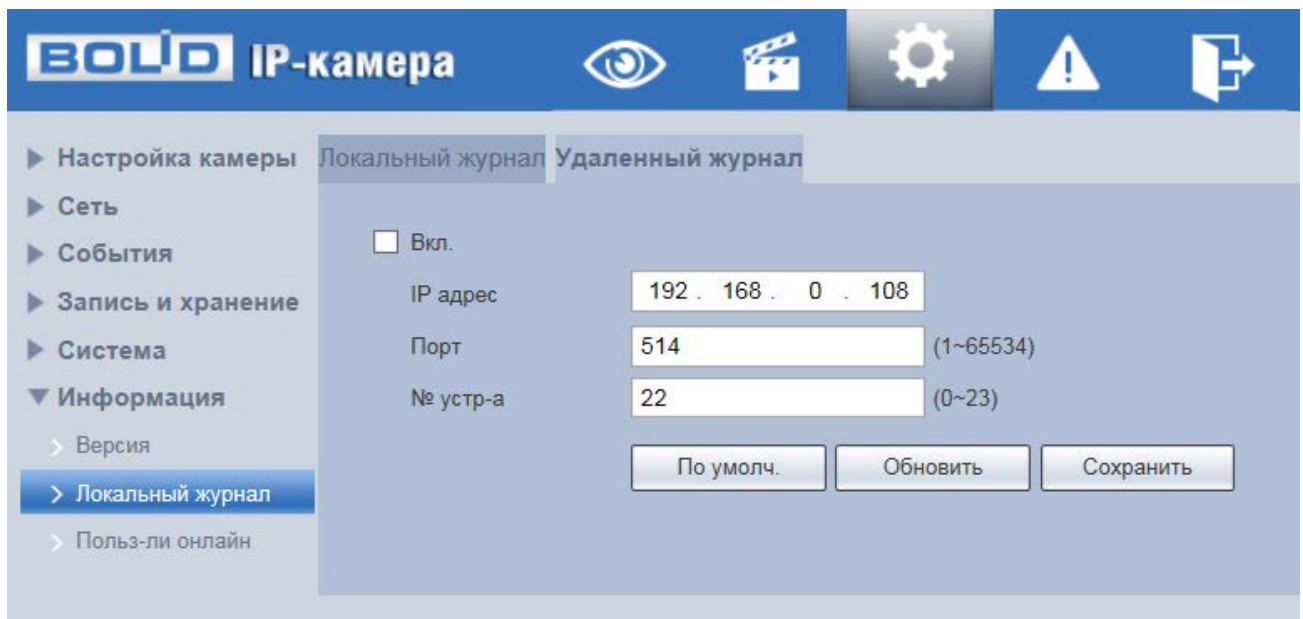 BOLID IP-камера
Настройка камеры
Сеть
События
Запись и хранение
Система
Информация
Версия
Локальный журнал
Польз-ли онлайн
Локальный журнал Удаленный журнал
Вкл.
IP адрес 192 . 168 . 0 . 108
Порт 514 (1~65534)
№ устр-а 22 (0~23)
По умолч. Обновить Сохранить